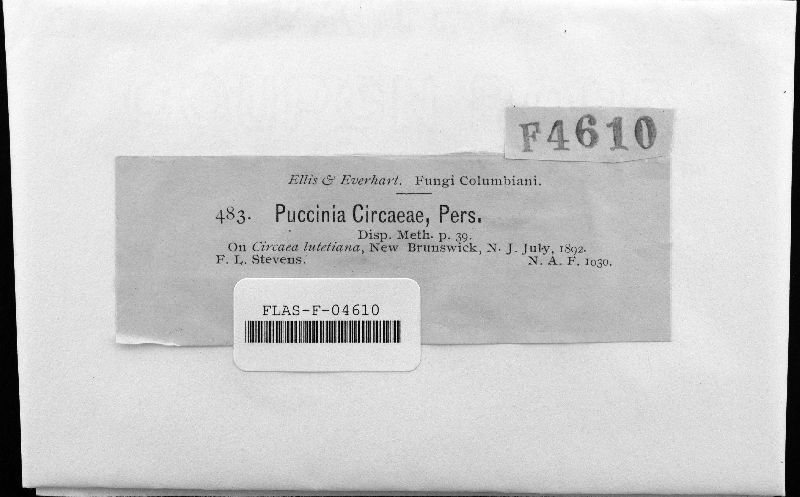 F4610
Ellis & Everhart. Fungi Columbiani.
483. Puccinia Circaeae, Pers.
Disp. Meth. p. 39.
On Circaea lutetiana, New Brunswick, N. J. July, 1892.
F. L. Stevens. N. A. F. 1030.
FLAS-F-04610